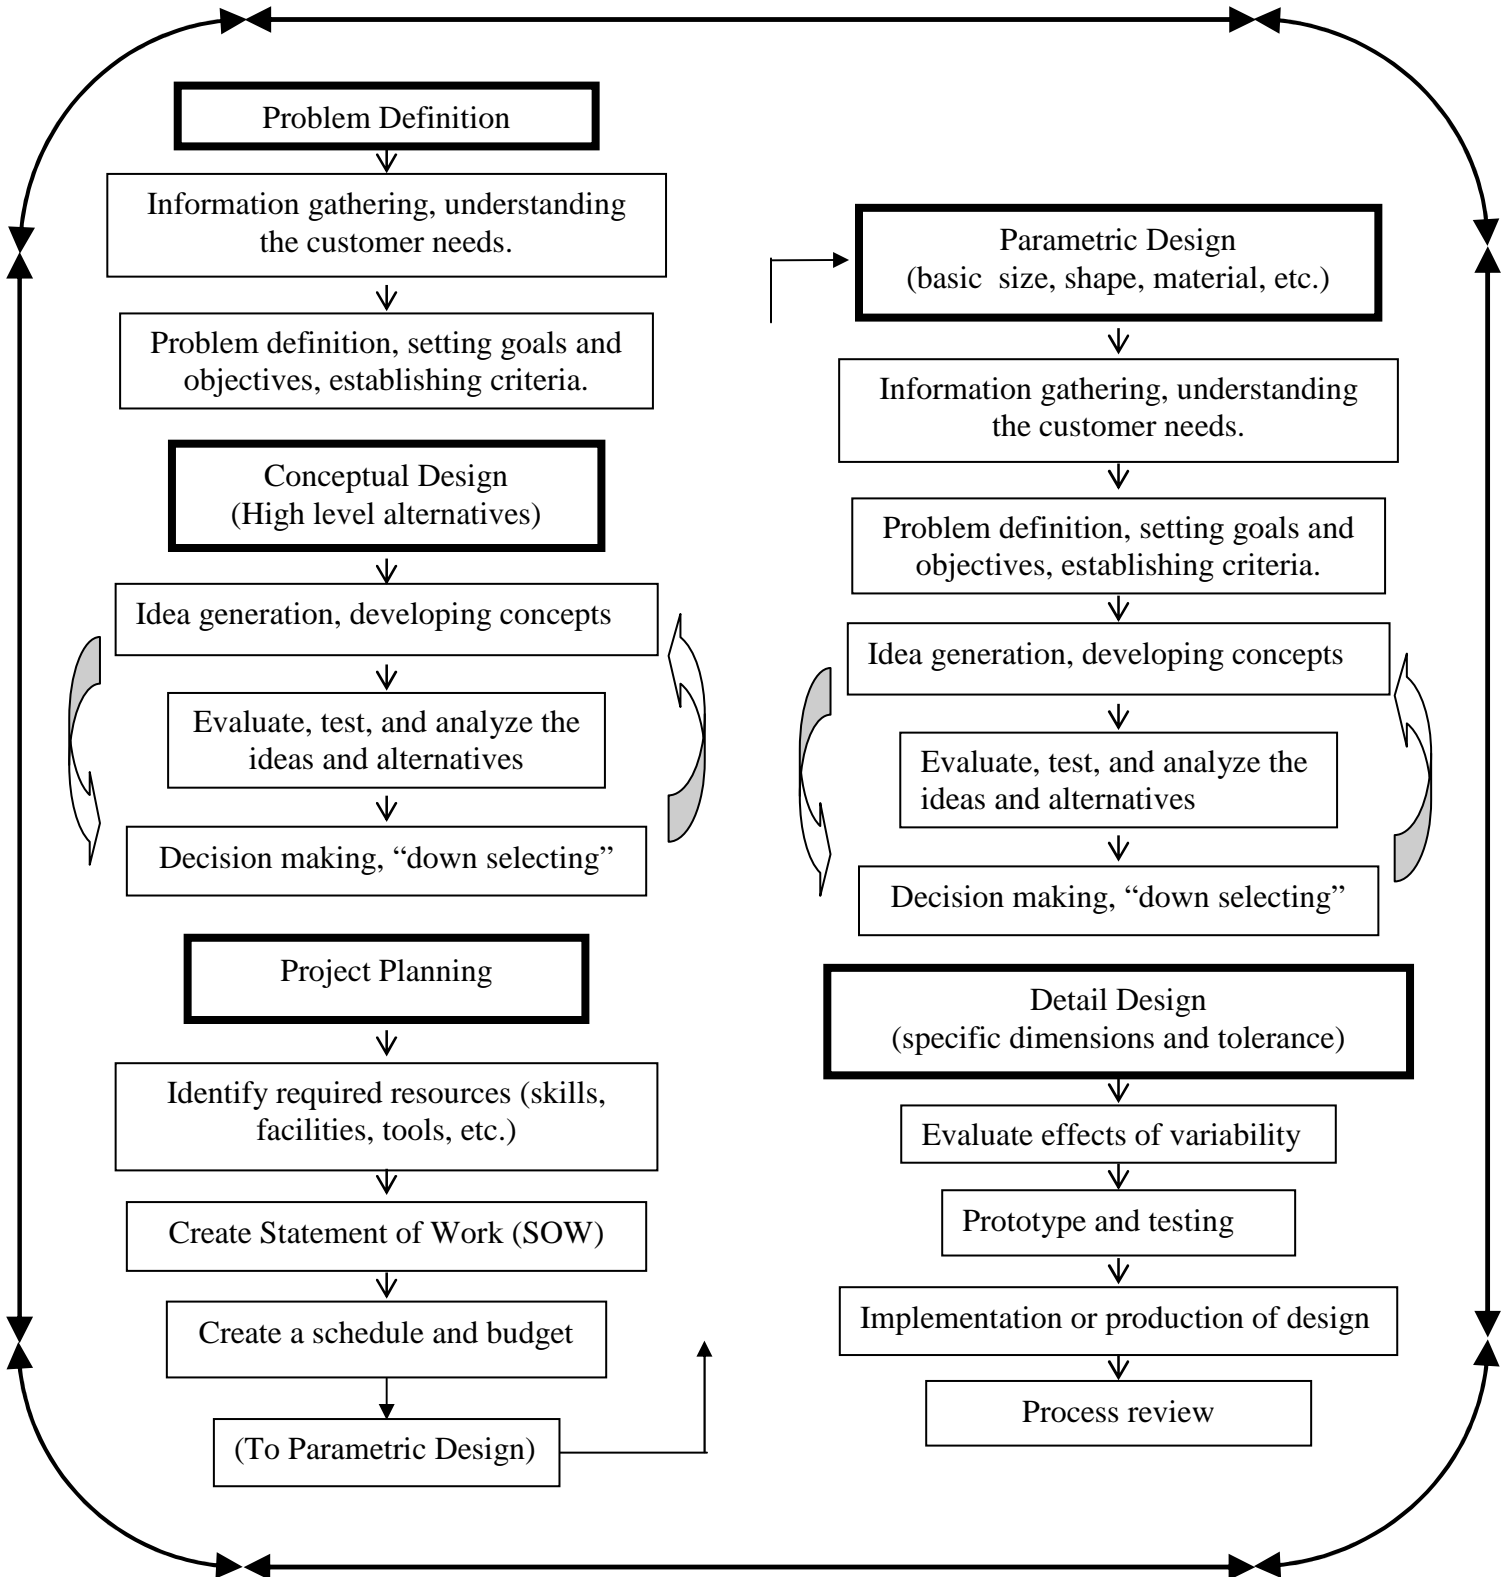 Problem Definition
Information gathering, understanding
the customer needs.
Problem definition, setting goals and
objectives, establishing criteria.
Conceptual Design
(High level alternatives)
Idea generation, developing concepts
Evaluate, test, and analyze the
ideas and alternatives
Decision making, “down selecting”
Project Planning
Identify required resources (skills,
facilities, tools, etc.)
Create Statement of Work (SOW)
Create a schedule and budget
(To Parametric Design)
Parametric Design
(basic  size, shape, material, etc.)
Information gathering, understanding
the customer needs.
Problem definition, setting goals and
objectives, establishing criteria.
Idea generation, developing concepts
Evaluate, test, and analyze the
ideas and alternatives
Decision making, “down selecting”
Detail Design
(specific dimensions and tolerance)
Evaluate effects of variability
Prototype and testing
Implementation or production of design
Process review